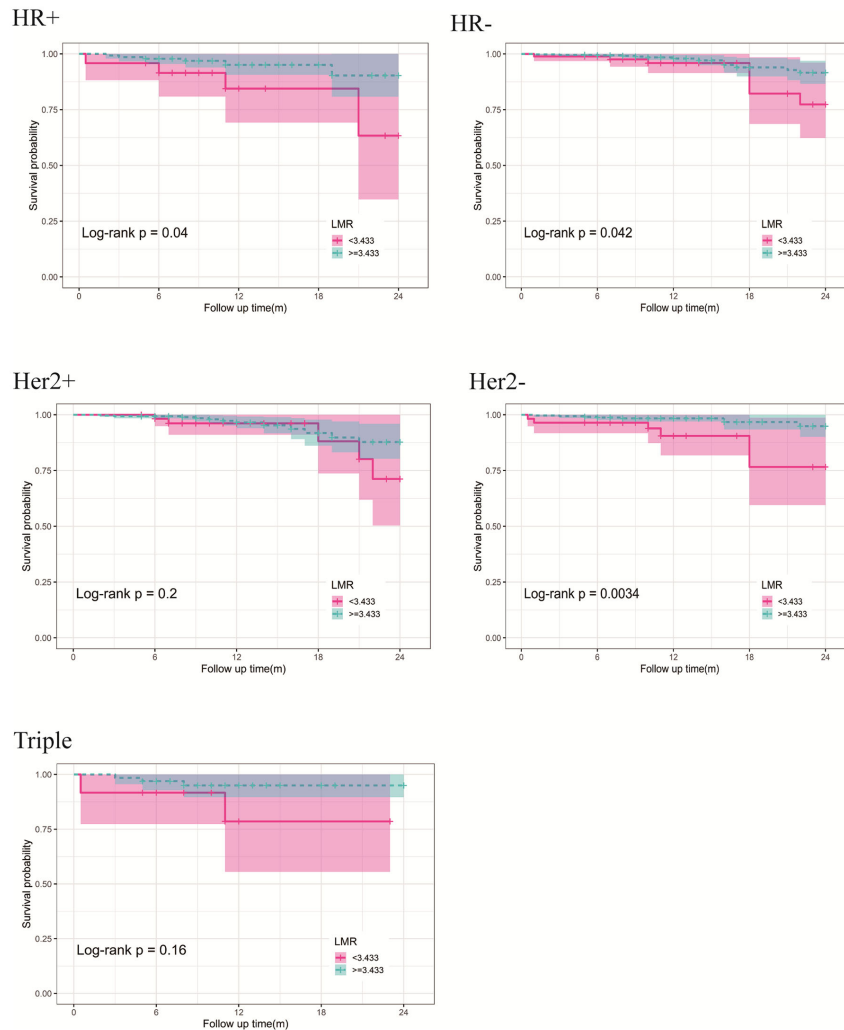 HR+
HR-
1.00
0.75
0.50
0.25
0.00
Survival probability
Log-rank p = 0.04
LMR
<3.433
>=3.433
0 6 12 18 24
Follow up time(m)
1.00
0.75
0.50
0.25
0.00
Survival probability
Log-rank p = 0.042
LMR
<3.433
>=3.433
0 6 12 18 24
Follow up time(m)
Her2+
Her2-
1.00
0.75
0.50
0.25
0.00
Survival probability
Log-rank p = 0.2
LMR
<3.433
>=3.433
0 6 12 18 24
Follow up time(m)
1.00
0.75
0.50
0.25
0.00
Survival probability
Log-rank p = 0.0034
LMR
<3.433
>=3.433
0 6 12 18 24
Follow up time(m)
Triple
1.00
0.75
0.50
0.25
0.00
Survival probability
Log-rank p = 0.16
LMR
<3.433
>=3.433
0 6 12 18 24
Follow up time(m)